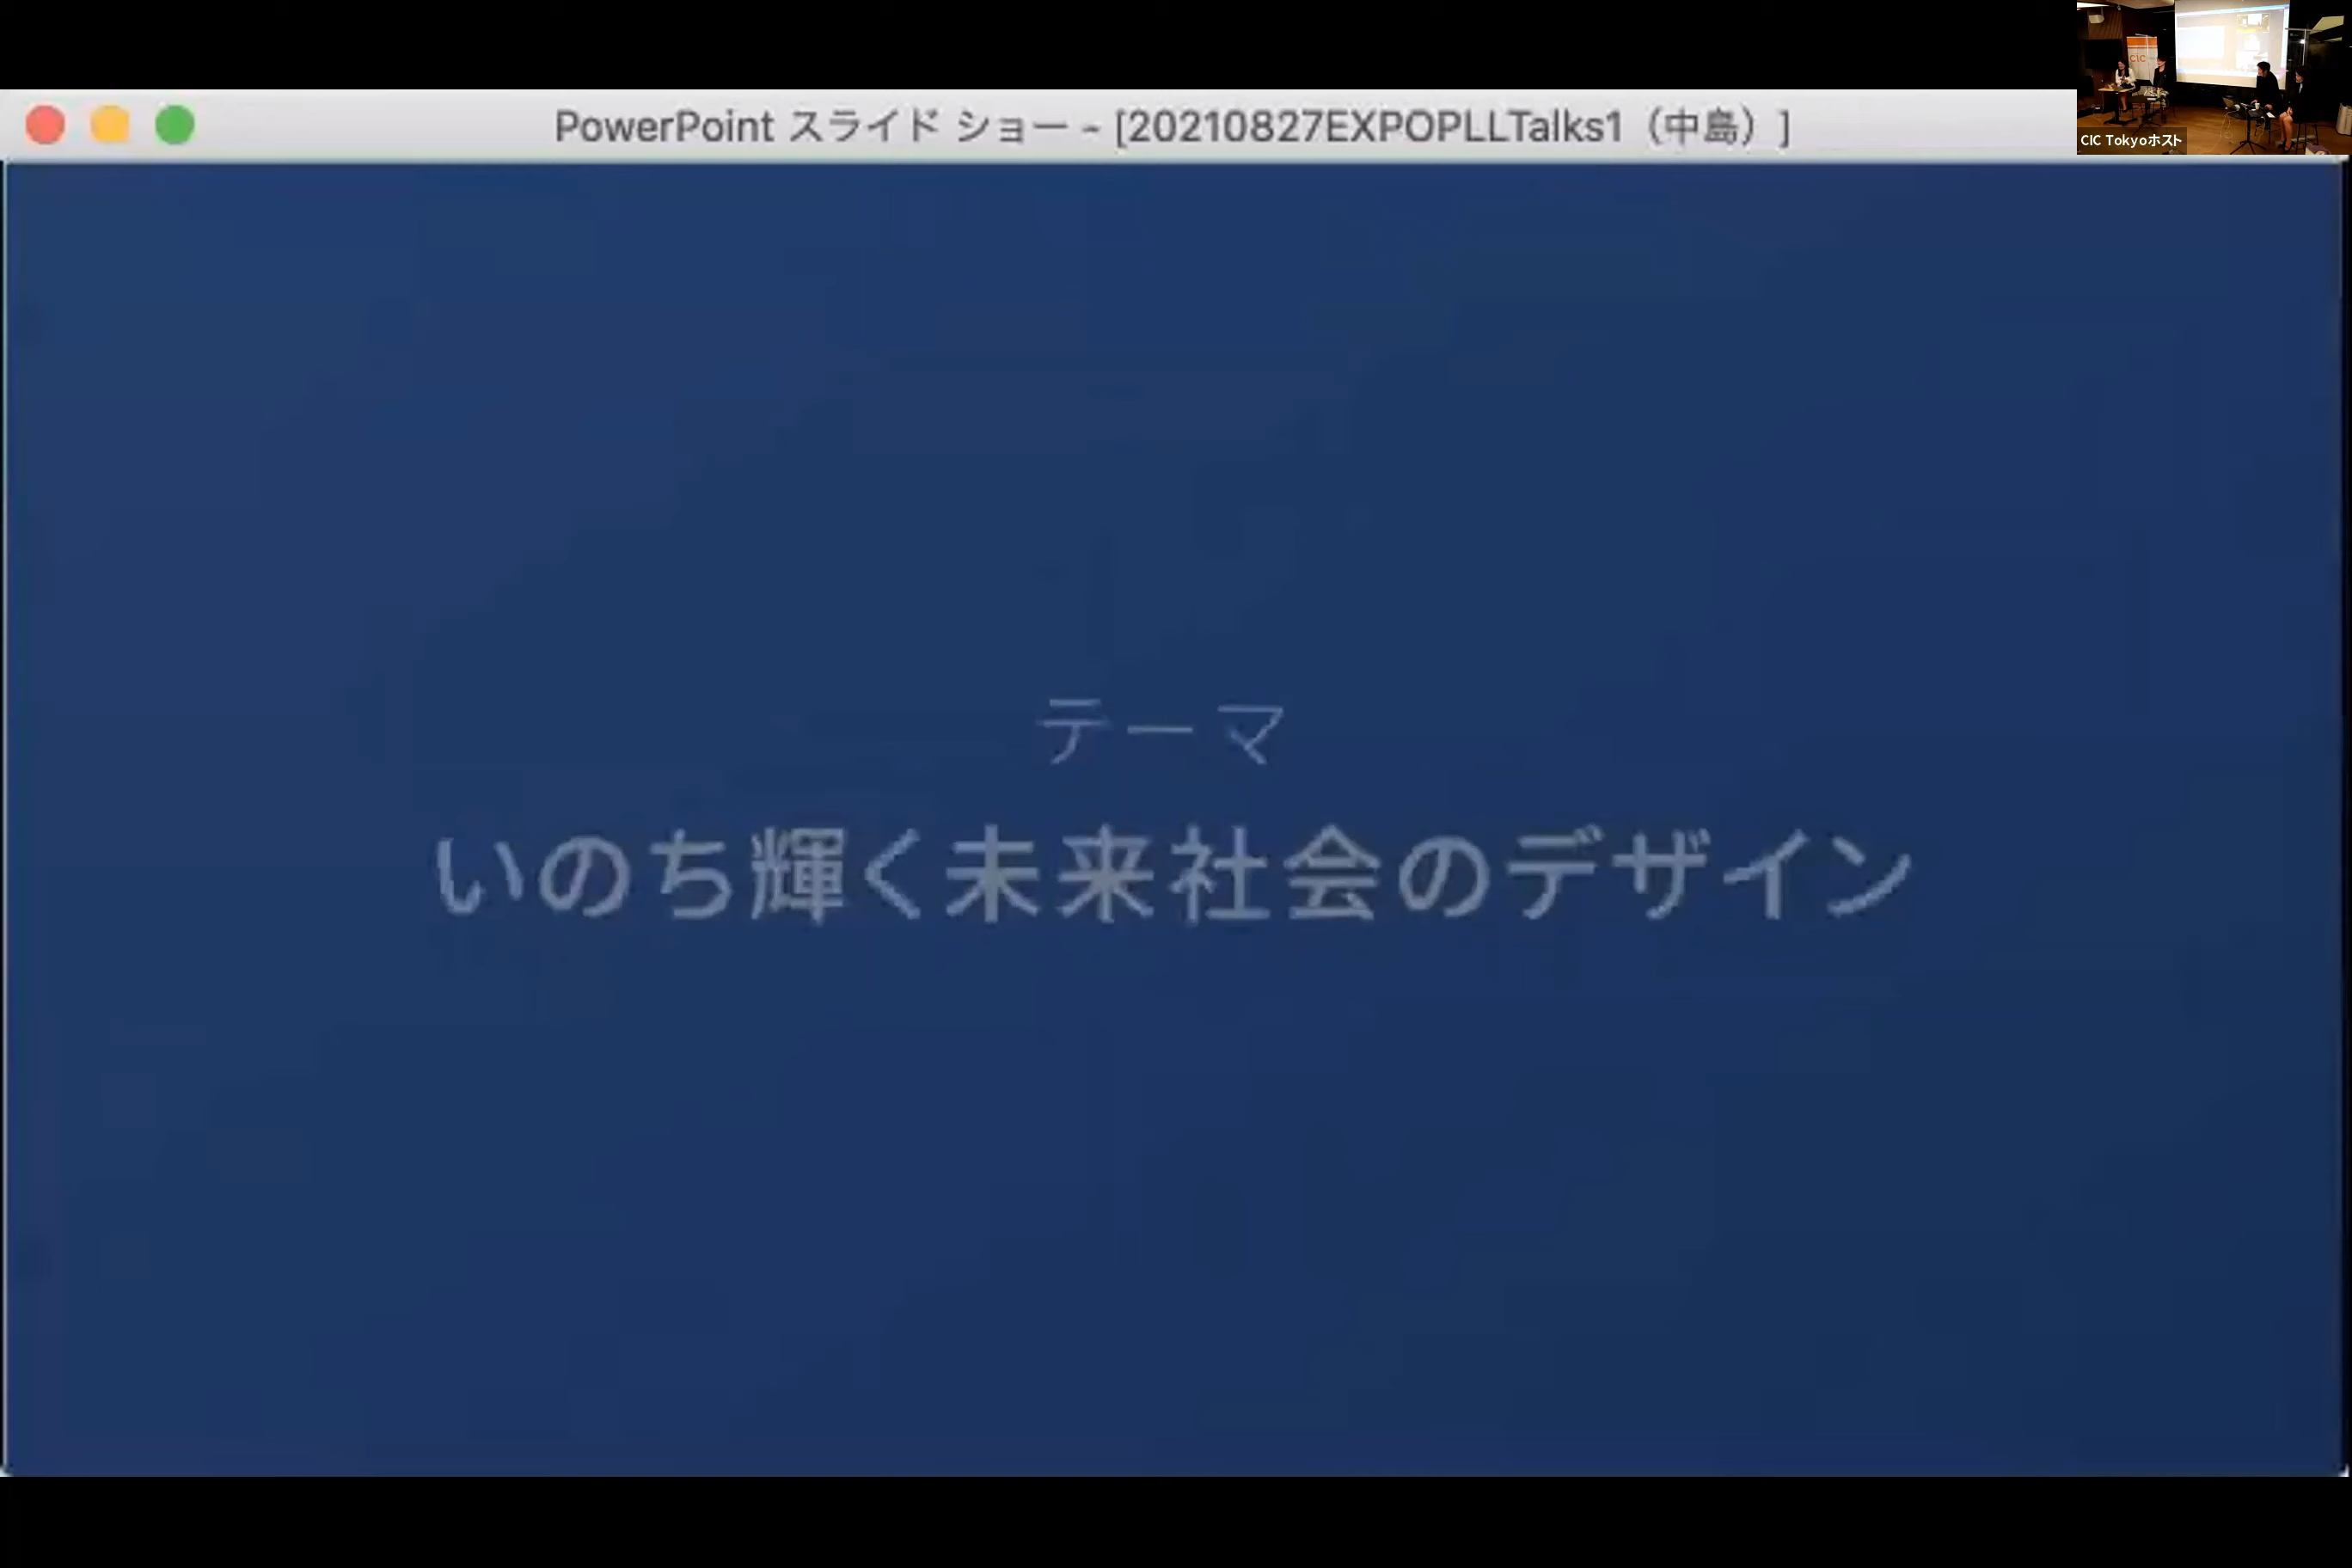 PowerPoint スライド ショー - [20210827EXPOPLLTalks1（中島）]
CIC
CIC Tokyoホスト
テーマ
いのち輝く未来社会のデザイン